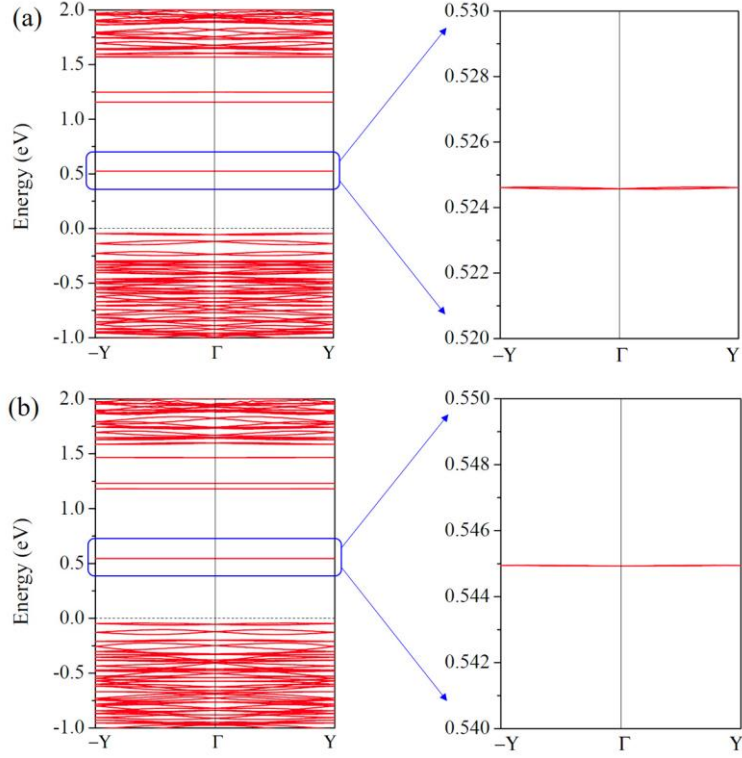 (a)
Energy (eV)
2.0
1.5
1.0
0.5
0.0
-0.5
-1.0
–Y
Γ
Y
0.530
0.528
0.526
0.524
0.522
0.520
–Y
Γ
Y
(b)
Energy (eV)
2.0
1.5
1.0
0.5
0.0
-0.5
-1.0
–Y
Γ
Y
0.550
0.548
0.546
0.544
0.542
0.540
–Y
Γ
Y